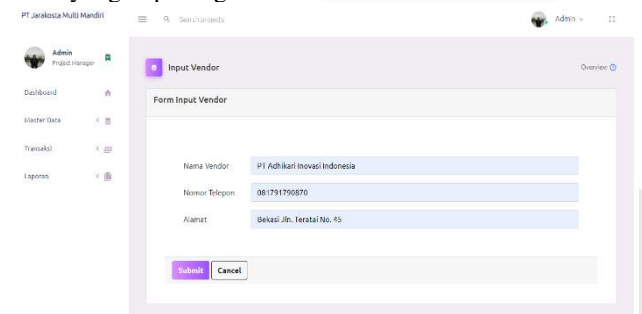 PT Jarakosta Multi Mandiri
Search projects
Admin
Admin
Project Manager
Input Vendor
Overview
Dashboard
Form Input Vendor
Master Data
Transaksi
Nama Vendor
PT Adhikari Inovasi Indonesia
Laporan
Nomor Telepon
081791790870
Alamat
Bekasi Jln. Teratai No. 45
Submit
Cancel